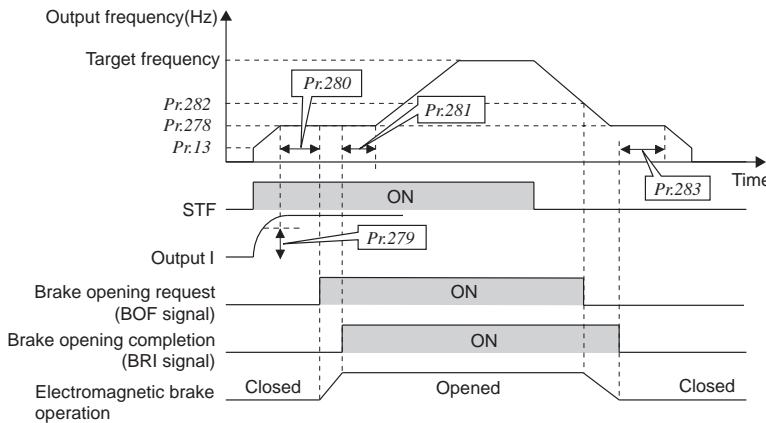 Output frequency(Hz)
Target frequency
Pr.280
Pr.282
Pr.281
Pr.278
Pr.13
Time
Pr.283
STF
ON
Pr.279
Output I
Brake opening request
(BOF signal)
ON
Brake opening completion
(BRI signal)
ON
Electromagnetic brake
operation
Closed
Opened
Closed